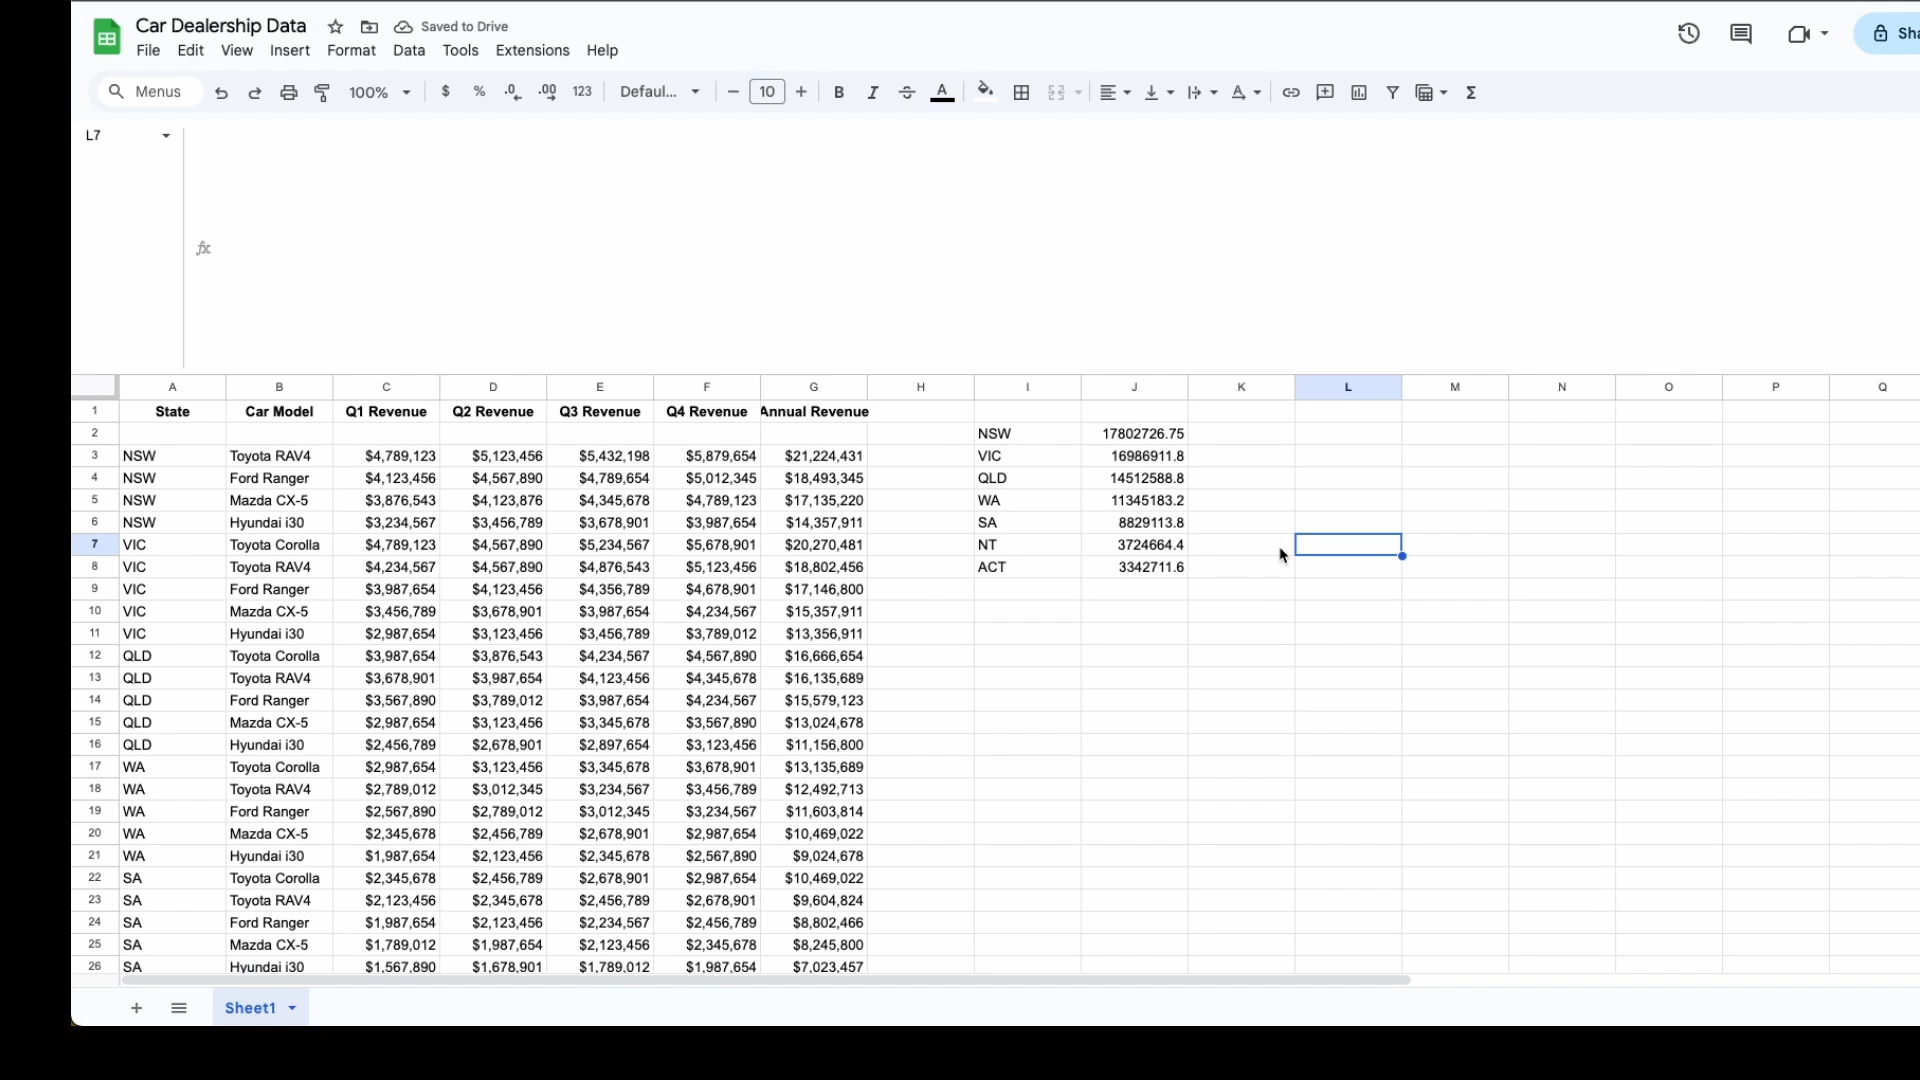 Car Dealership Data Saved to Drive
File Edit View Insert Format Data Tools Extensions Help
Sha
Menus 100% $ % .0 .00 123 Defaul... − 10 + B I A Σ
L7
fx
A B C D E F G H I J K L M N O P Q
1 State Car Model Q1 Revenue Q2 Revenue Q3 Revenue Q4 Revenue Annual Revenue
2 NSW 17802726.75
3 NSW Toyota RAV4 $4,789,123 $5,123,456 $5,432,198 $5,879,654 $21,224,431 VIC 16986911.8
4 NSW Ford Ranger $4,123,456 $4,567,890 $4,789,654 $5,012,345 $18,493,345 QLD 14512588.8
5 NSW Mazda CX-5 $3,876,543 $4,123,876 $4,345,678 $4,789,123 $17,135,220 WA 11345183.2
6 NSW Hyundai i30 $3,234,567 $3,456,789 $3,678,901 $3,987,654 $14,357,911 SA 8829113.8
7 VIC Toyota Corolla $4,789,123 $4,567,890 $5,234,567 $5,678,901 $20,270,481 NT 3724664.4
8 VIC Toyota RAV4 $4,234,567 $4,567,890 $4,876,543 $5,123,456 $18,802,456 ACT 3342711.6
9 VIC Ford Ranger $3,987,654 $4,123,456 $4,356,789 $4,678,901 $17,146,800
10 VIC Mazda CX-5 $3,456,789 $3,678,901 $3,987,654 $4,234,567 $15,357,911
11 VIC Hyundai i30 $2,987,654 $3,123,456 $3,456,789 $3,789,012 $13,356,911
12 QLD Toyota Corolla $3,987,654 $3,876,543 $4,234,567 $4,567,890 $16,666,654
13 QLD Toyota RAV4 $3,678,901 $3,987,654 $4,123,456 $4,345,678 $16,135,689
14 QLD Ford Ranger $3,567,890 $3,789,012 $3,987,654 $4,234,567 $15,579,123
15 QLD Mazda CX-5 $2,987,654 $3,123,456 $3,345,678 $3,567,890 $13,024,678
16 QLD Hyundai i30 $2,456,789 $2,678,901 $2,897,654 $3,123,456 $11,156,800
17 WA Toyota Corolla $2,987,654 $3,123,456 $3,345,678 $3,678,901 $13,135,689
18 WA Toyota RAV4 $2,789,012 $3,012,345 $3,234,567 $3,456,789 $12,492,713
19 WA Ford Ranger $2,567,890 $2,789,012 $3,012,345 $3,234,567 $11,603,814
20 WA Mazda CX-5 $2,345,678 $2,456,789 $2,678,901 $2,987,654 $10,469,022
21 WA Hyundai i30 $1,987,654 $2,123,456 $2,345,678 $2,567,890 $9,024,678
22 SA Toyota Corolla $2,345,678 $2,456,789 $2,678,901 $2,987,654 $10,469,022
23 SA Toyota RAV4 $2,123,456 $2,345,678 $2,456,789 $2,678,901 $9,604,824
24 SA Ford Ranger $1,987,654 $2,123,456 $2,234,567 $2,456,789 $8,802,466
25 SA Mazda CX-5 $1,789,012 $1,987,654 $2,123,456 $2,345,678 $8,245,800
26 SA Hyundai i30 $1,567,890 $1,678,901 $1,789,012 $1,987,654 $7,023,457
+ Sheet1